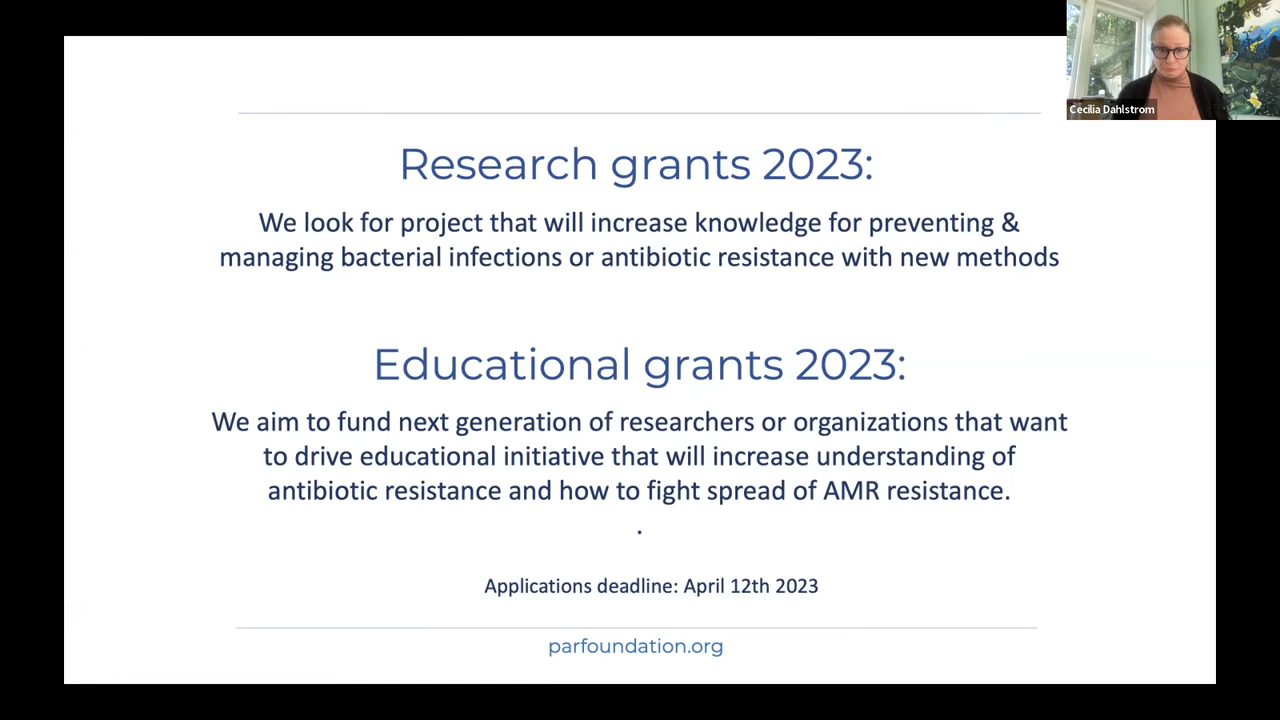 Cecilia Dahlstrom
Research grants 2023:
We look for project that will increase knowledge for preventing &
managing bacterial infections or antibiotic resistance with new methods
Educational grants 2023:
We aim to fund next generation of researchers or organizations that want
to drive educational initiative that will increase understanding of
antibiotic resistance and how to fight spread of AMR resistance.
.
Applications deadline: April 12th 2023
parfoundation.org